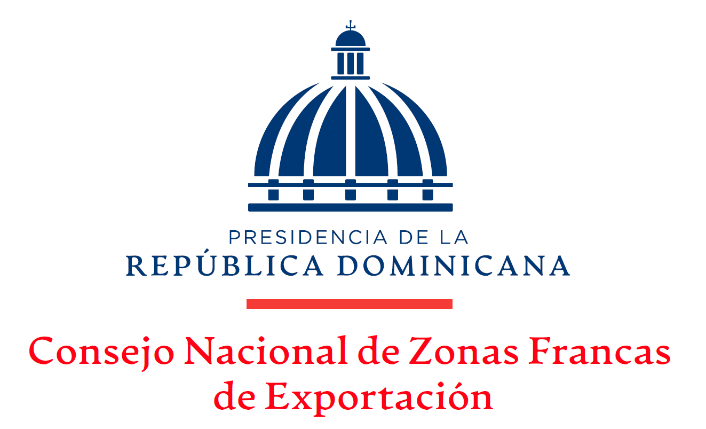 PRESIDENCIA DE LA
REPÚBLICA DOMINICANA
Consejo Nacional de Zonas Francas
de Exportación